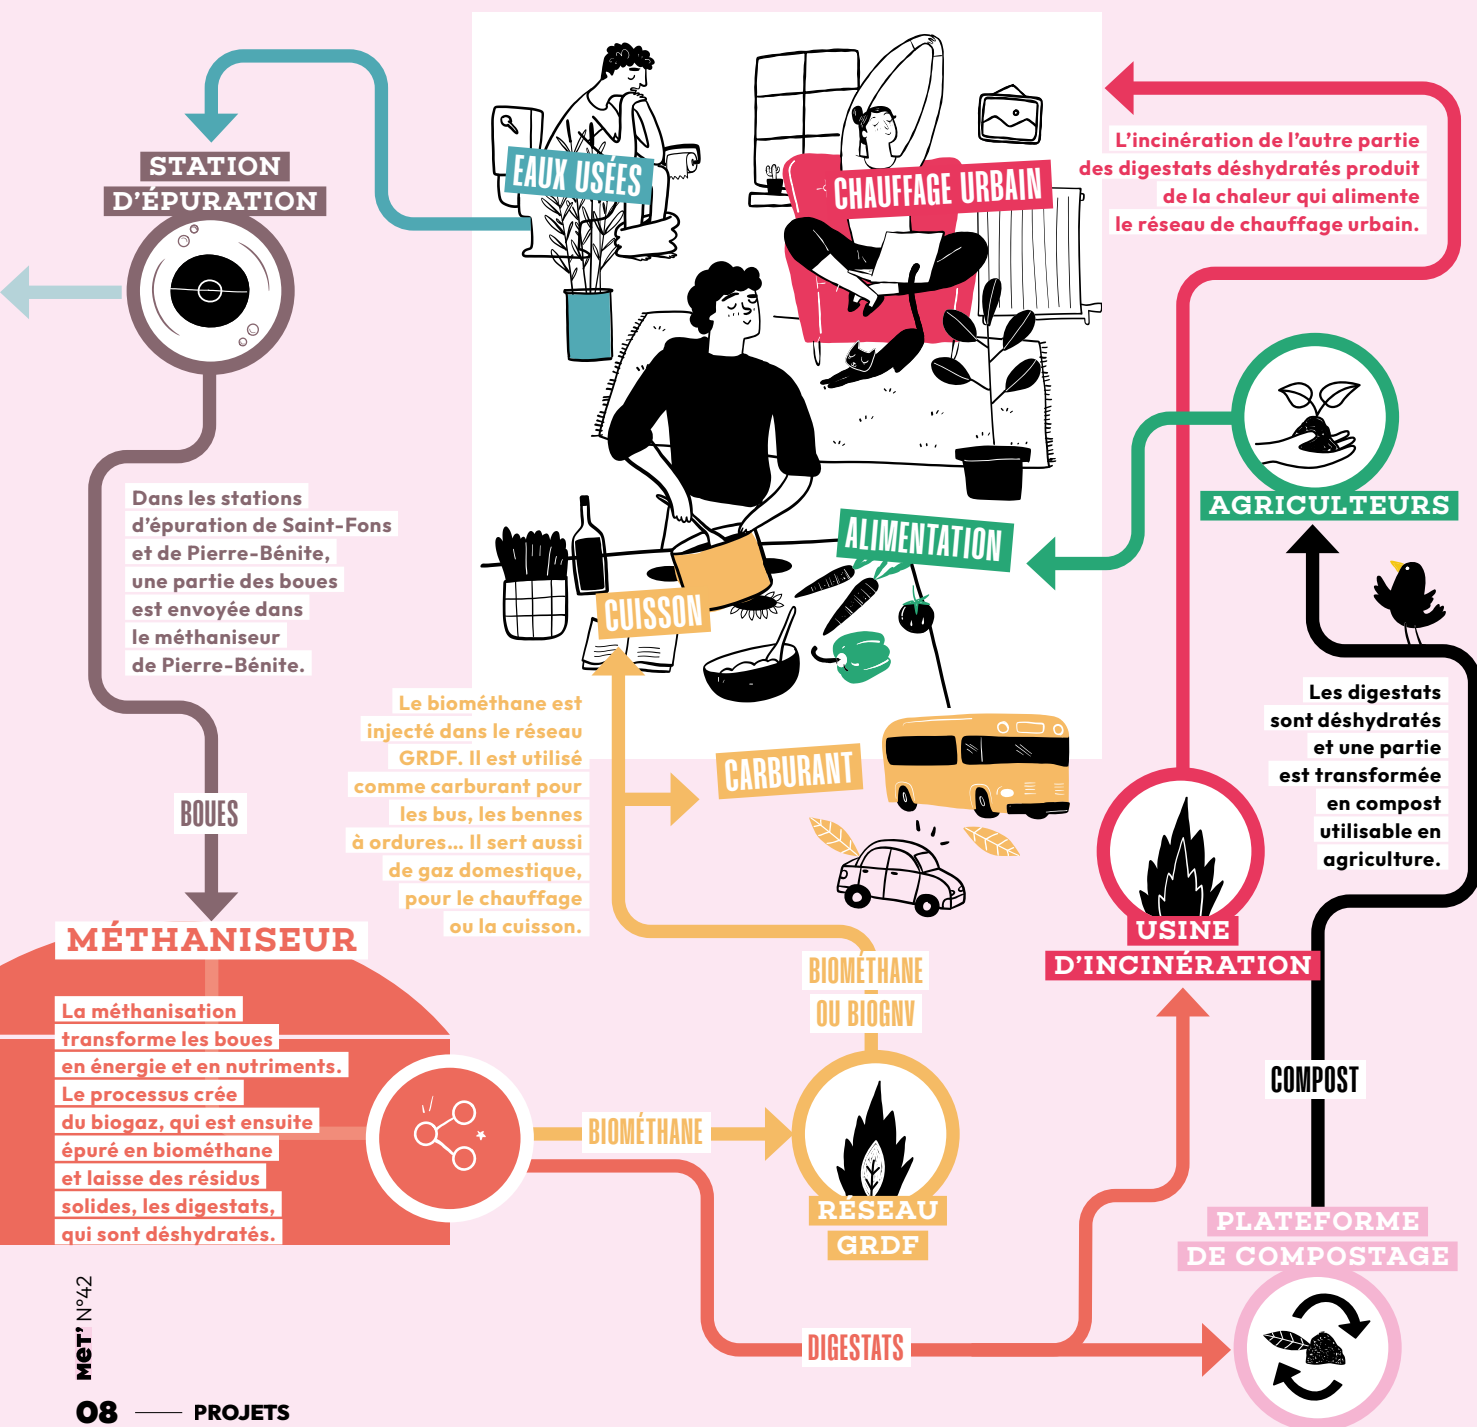 EAUX USÉES
STATION
D'ÉPURATION
CHAUFFAGE URBAIN
L'incinération de l'autre partie
des digestats déshydratés produit
de la chaleur qui alimente
le réseau de chauffage urbain.
Dans les stations
d'épuration de Saint-Fons
et de Pierre-Bénite,
une partie des boues
est envoyée dans
le méthaniseur
de Pierre-Bénite.
AGRICULTEURS
ALIMENTATION
CUISSON
Le biométhane est
injecté dans le réseau
GRDF. Il est utilisé
comme carburant pour
les bus, les bennes
à ordures... Il sert aussi
de gaz domestique,
pour le chauffage
ou la cuisson.
CARBURANT
Les digestats
sont déshydratés
et une partie
est transformée
en compost
utilisable en
agriculture.
BOUES
MÉTHANISEUR
La méthanisation
transforme les boues
en énergie et en nutriments.
Le processus crée
du biogaz, qui est ensuite
épuré en biométhane
et laisse des résidus
solides, les digestats,
qui sont déshydratés.
USINE
D'INCINÉRATION
BIOMÉTHANE
OU BIOGNV
BIOMÉTHANE
COMPOST
RÉSEAU
GRDF
PLATEFORME
DE COMPOSTAGE
DIGESTATS
MET' N°42
08 PROJETS